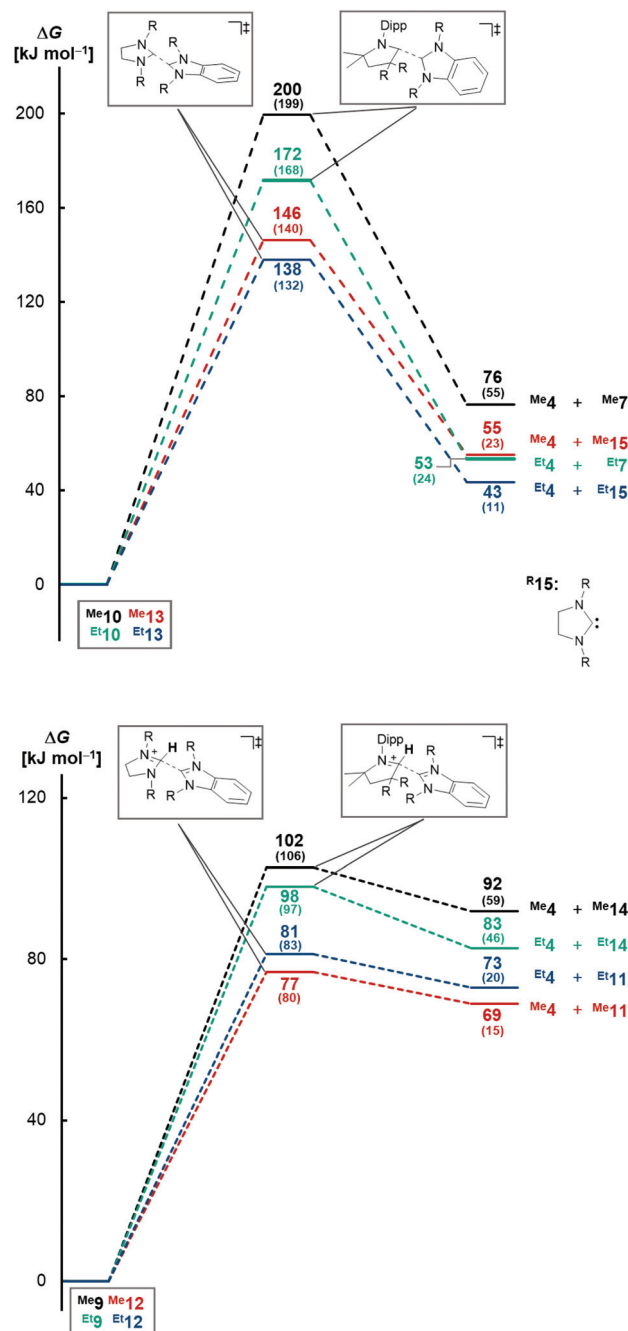 ΔG
[kJ mol⁻¹]
R
N
N
R
R
N
N
R
‡
Dipp
N
R R
R
N
N
R
‡
200
(199)
200
172
(168)
160
146
(140)
138
(132)
120
80
76
(55)
ᴹᵉ4 + ᴹᵉ7
55
(23)
ᴹᵉ4 + ᴹᵉ15
53
(24)
ᴱᵗ4 + ᴱᵗ7
40
43
(11)
ᴱᵗ4 + ᴱᵗ15
0
ᴿ15:
R
N
N
R
ᴹᵉ10 ᴹᵉ13
ᴱᵗ10 ᴱᵗ13
ΔG
[kJ mol⁻¹]
R
N
+
H
N
R
R
N
N
R
‡
Dipp
N
+
H
R R
R
N
N
R
‡
120
102
(106)
98
(97)
92
(59)
ᴹᵉ4 + ᴹᵉ14
81
(83)
83
(46)
ᴱᵗ4 + ᴱᵗ14
80
77
(80)
73
(20)
ᴱᵗ4 + ᴱᵗ11
69
(15)
ᴹᵉ4 + ᴹᵉ11
40
0
ᴹᵉ9 ᴹᵉ12
ᴱᵗ9 ᴱᵗ12